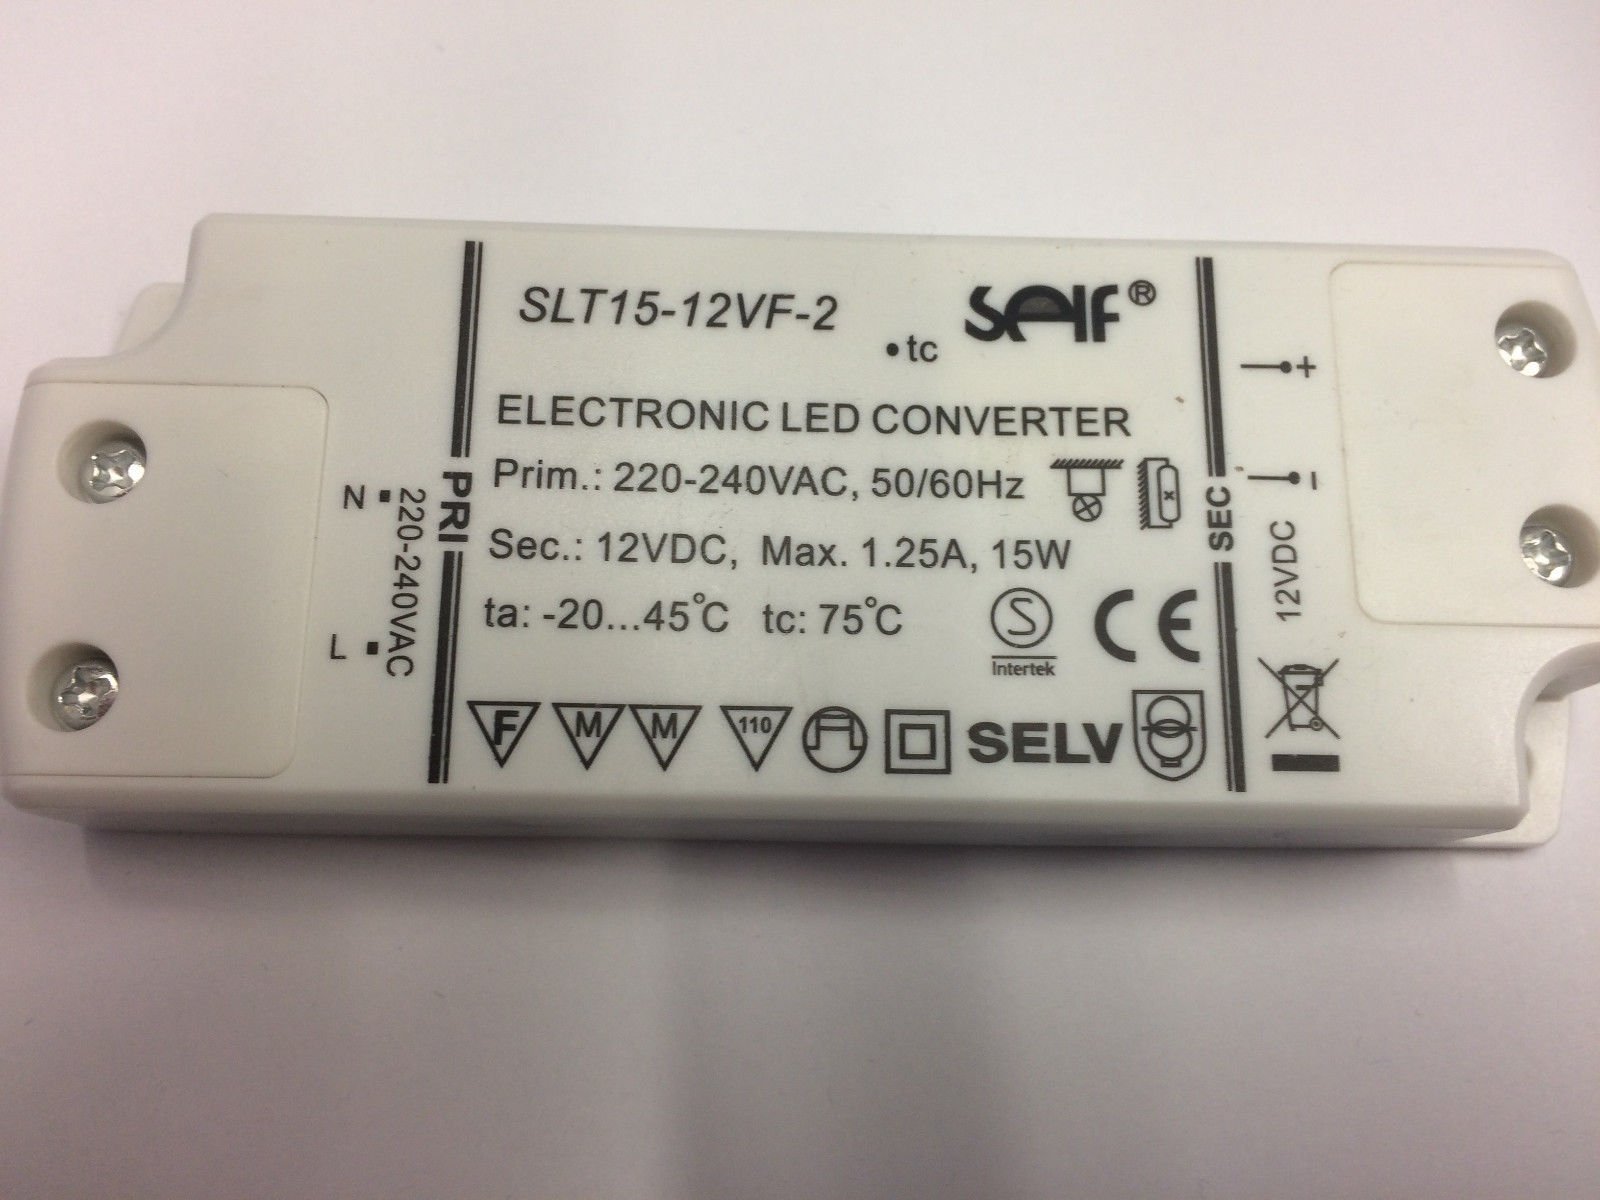 SLT15-12VF-2
•tc
SELF®
ELECTRONIC LED CONVERTER
Prim.: 220-240VAC, 50/60Hz
Sec.: 12VDC, Max. 1.25A, 15W
ta: -20...45℃ tc: 75℃
S
Intertek
CE
F M M 110 SELV
PRI
N
220-240VAC
L
SEC
+
-
12VDC